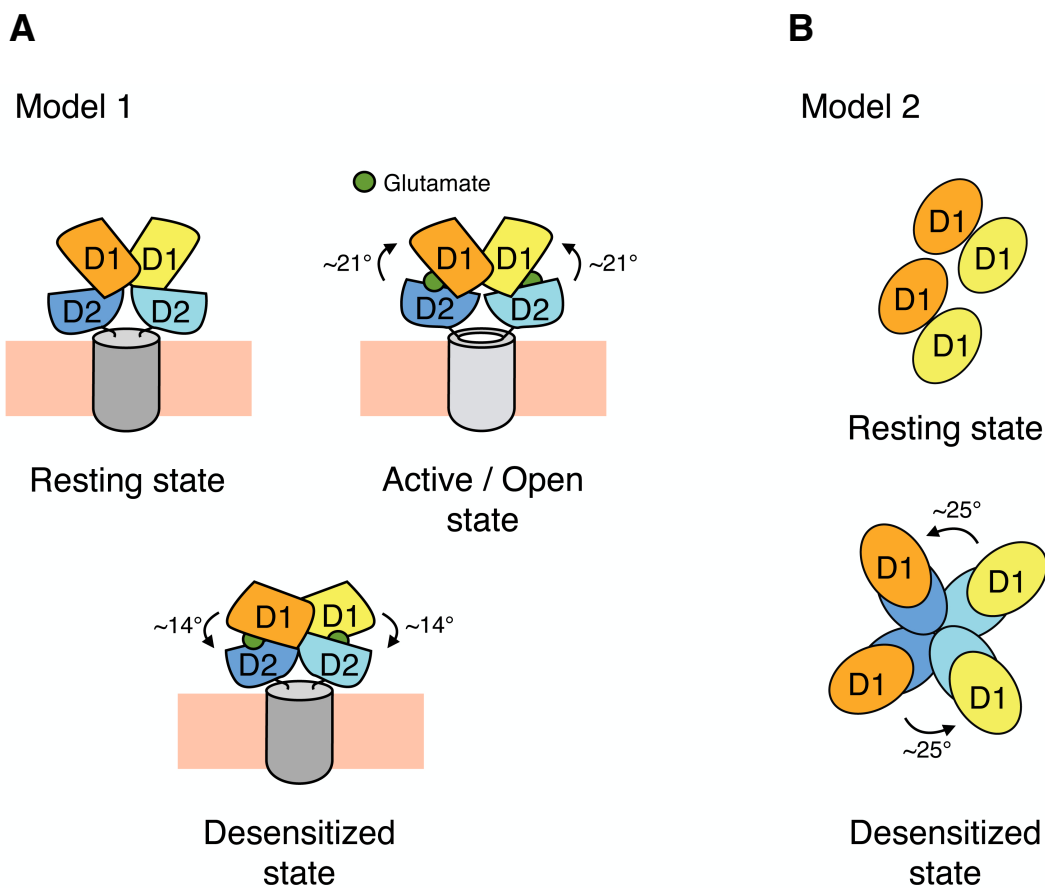 A
B
Model 1
Model 2
Glutamate
D1
D1
D2
D2
~21°
D1
D1
~21°
D2
D2
D1
D1
D1
D1
Resting state
Active / Open
state
Resting state
~14°
D1
D1
~14°
D2
D2
~25°
D1
D1
D1
D1
~25°
Desensitized
state
Desensitized
state